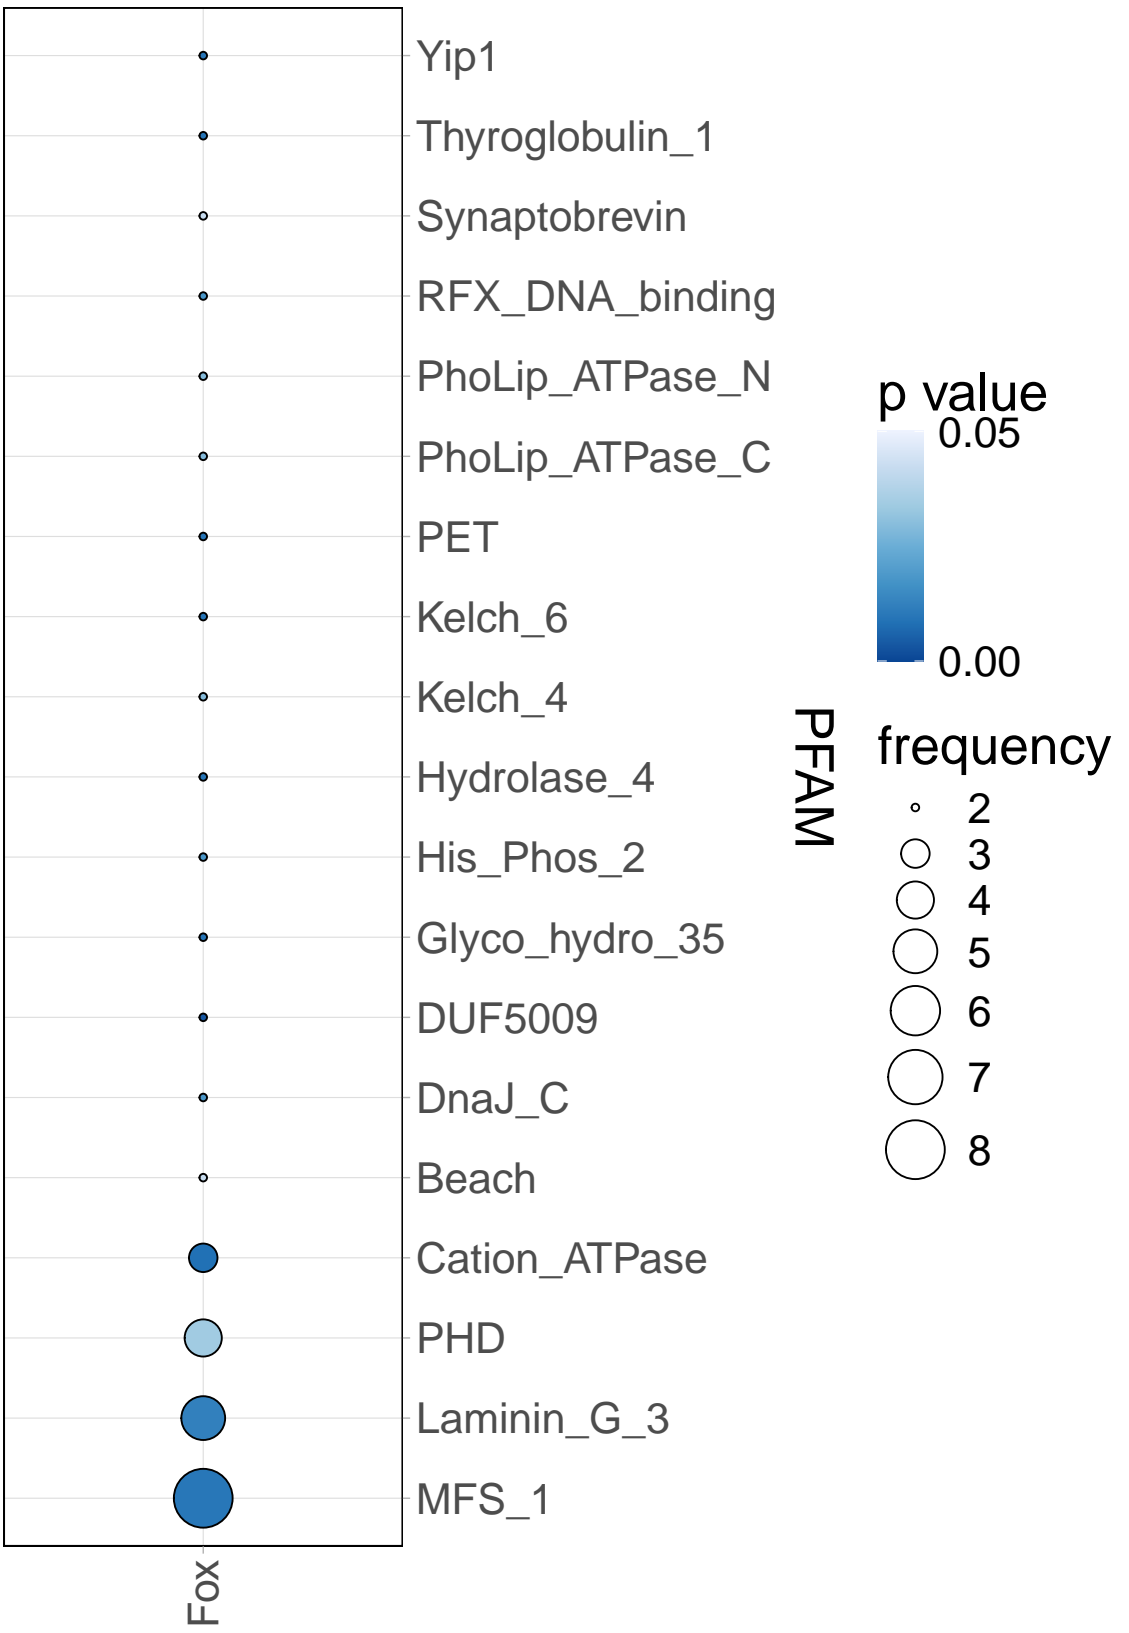 Yip1
Thyroglobulin_1
Synaptobrevin
RFX_DNA_binding
PhoLip_ATPase_N
PhoLip_ATPase_C
PET
Kelch_6
Kelch_4
Hydrolase_4
His_Phos_2
Glyco_hydro_35
DUF5009
DnaJ_C
Beach
Cation_ATPase
PHD
Laminin_G_3
MFS_1
Fox
PFAM
p value
0.05
0.00
frequency
2
3
4
5
6
7
8